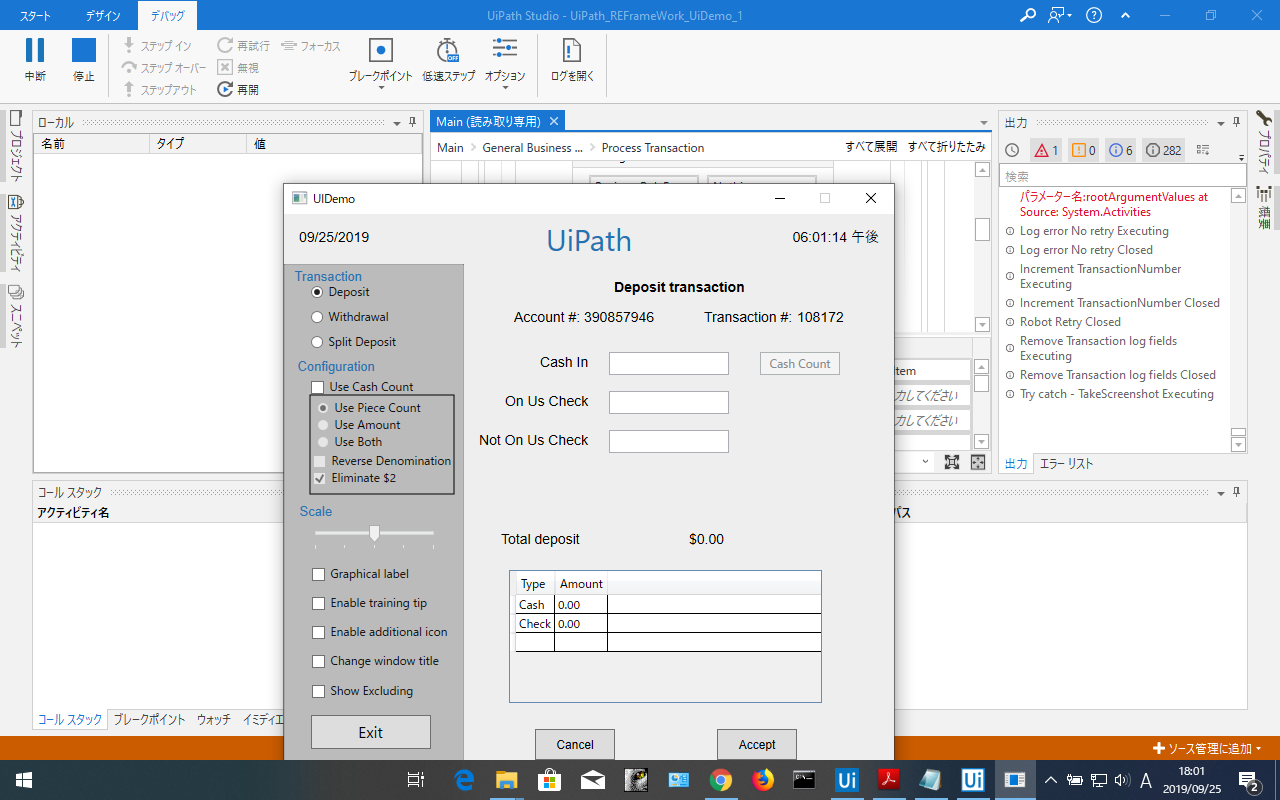 スタート デザイン デバッグ
UiPath Studio - UiPath_REFrameWork_UiDemo_1
中断
停止
ステップ イン
ステップ オーバー
ステップアウト
再試行
無視
再開
フォーカス
ブレークポイント
低速ステップ
OFF
オプション
ログを開く
プロジェクト
アクティビティ
スニペット
ローカル
名前 タイプ 値
Main (読み取り専用)
Main General Business ... Process Transaction
すべて展開 すべて折りたたみ
出力
1 0 6 282
検索
パラメーター名:rootArgumentValues at
Source: System.Activities
Log error No retry Executing
Log error No retry Closed
Increment TransactionNumber
Executing
Increment TransactionNumber Closed
Robot Retry Closed
Remove Transaction log fields
Executing
Remove Transaction log fields Closed
Try catch - TakeScreenshot Executing
出力 エラー リスト
プロパティ
概要
UIDemo
09/25/2019
UiPath
06:01:14 午後
Transaction
Deposit
Withdrawal
Split Deposit
Configuration
Use Cash Count
Use Piece Count
Use Amount
Use Both
Reverse Denomination
Eliminate $2
Scale
Graphical label
Enable training tip
Enable additional icon
Change window title
Show Excluding
Exit
Deposit transaction
Account #: 390857946 Transaction #: 108172
Cash In
Cash Count
On Us Check
Not On Us Check
Total deposit $0.00
Type Amount
Cash 0.00
Check 0.00
Cancel Accept
Item
力してください
力してください
コール スタック
アクティビティ名
パス
コール スタック ブレークポイント ウォッチ イミディエ
ソース管理に追加
Ui
Ui
A
18:01
2019/09/25
2